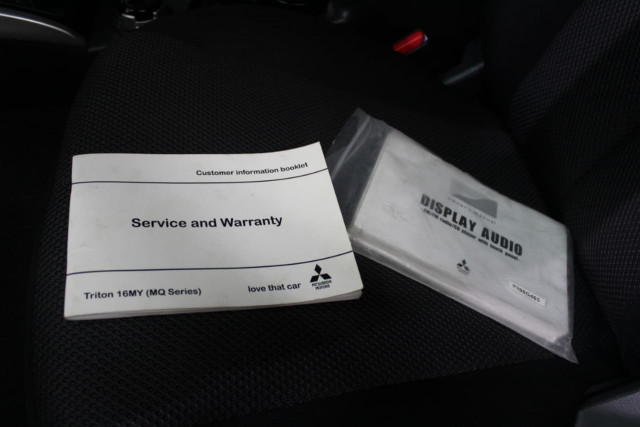 Customer information booklet
Service and Warranty
Triton 16MY (MQ Series)
love that car
MITSUBISHI
MOTORS
DISPLAY AUDIO